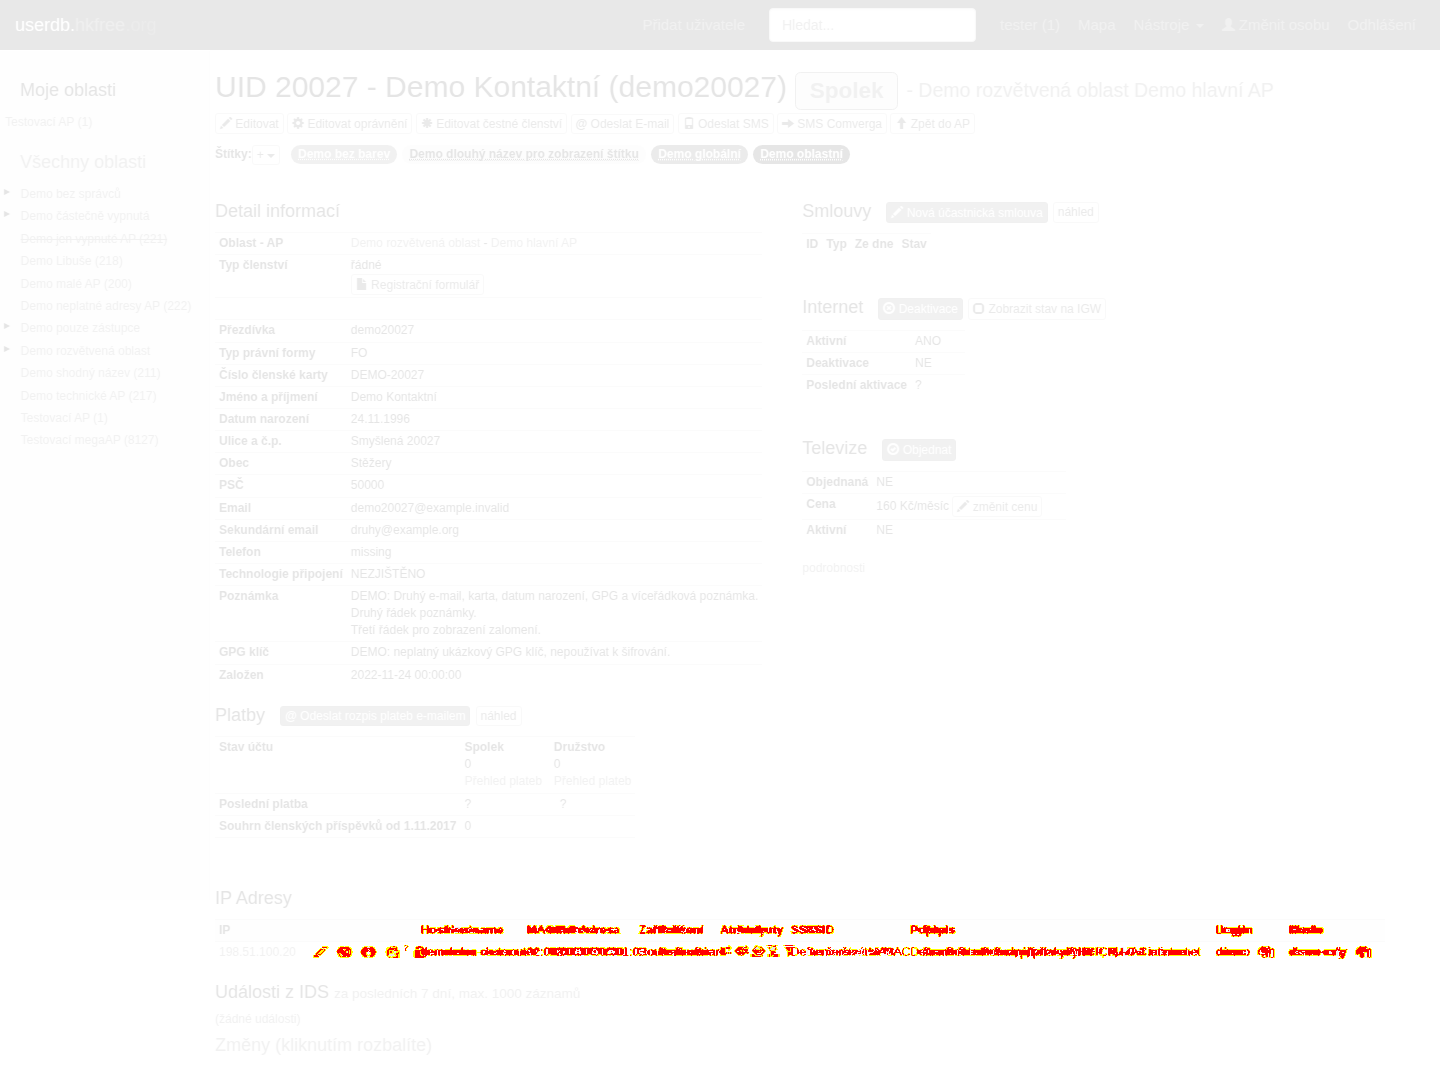 userdb.hkfree.org
Přidat uživatele
Hledat...
tester (1)
Mapa
Nástroje
Změnit osobu
Odhlášení
Moje oblasti
Testovací AP (1)
Všechny oblasti
Demo bez správců
Demo částečně vypnutá
Demo jen vypnuté AP (221)
Demo Libuše (218)
Demo malé AP (200)
Demo neplatné adresy AP (222)
Demo pouze zástupce
Demo rozvětvená oblast
Demo shodný název (211)
Demo technické AP (217)
Testovací AP (1)
Testovací megaAP (8127)
UID 20027 - Demo Kontaktní (demo20027) Spolek - Demo rozvětvená oblast Demo hlavní AP
Editovat
Editovat oprávnění
Editovat čestné členství
@ Odeslat E-mail
Odeslat SMS
SMS Comverga
Zpět do AP
Štítky: +
Demo bez barev
Demo dlouhý název pro zobrazení štítku
Demo globální
Demo oblastní
Detail informací
Oblast - AP Demo rozvětvená oblast - Demo hlavní AP
Typ členství řádné
Registrační formulář
Přezdívka demo20027
Typ právní formy FO
Číslo členské karty DEMO-20027
Jméno a příjmení Demo Kontaktní
Datum narození 24.11.1996
Ulice a č.p. Smyšlená 20027
Obec Stěžery
PSČ 50000
Email demo20027@example.invalid
Sekundární email druhy@example.org
Telefon missing
Technologie připojení NEZJIŠTĚNO
Poznámka DEMO: Druhý e-mail, karta, datum narození, GPG a víceřádková poznámka.
Druhý řádek poznámky.
Třetí řádek pro zobrazení zalomení.
GPG klíč DEMO: neplatný ukázkový GPG klíč, nepoužívat k šifrování.
Založen 2022-11-24 00:00:00
Smlouvy
Nová účastnická smlouva
náhled
ID Typ Ze dne Stav
Internet
Deaktivace
Zobrazit stav na IGW
Aktivní ANO
Deaktivace NE
Poslední aktivace ?
Televize
Objednat
Objednaná NE
Cena 160 Kč/měsíc změnit cenu
Aktivní NE
podrobnosti
Platby
@ Odeslat rozpis plateb e-mailem
náhled
Stav účtu Spolek Družstvo
0 0
Přehled plateb Přehled plateb
Poslední platba ? ?
Souhrn členských příspěvků od 1.11.2017 0
IP Adresy
IP
198.51.100.20
Události z IDS za posledních 7 dní, max. 1000 záznamů
(žádné události)
Změny (kliknutím rozbalíte)